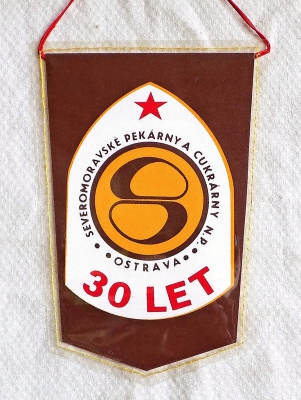 SEVEROMORAVSKÉ PEKÁRNY A CUKRÁRNY N.P.
OSTRAVA
30 LET